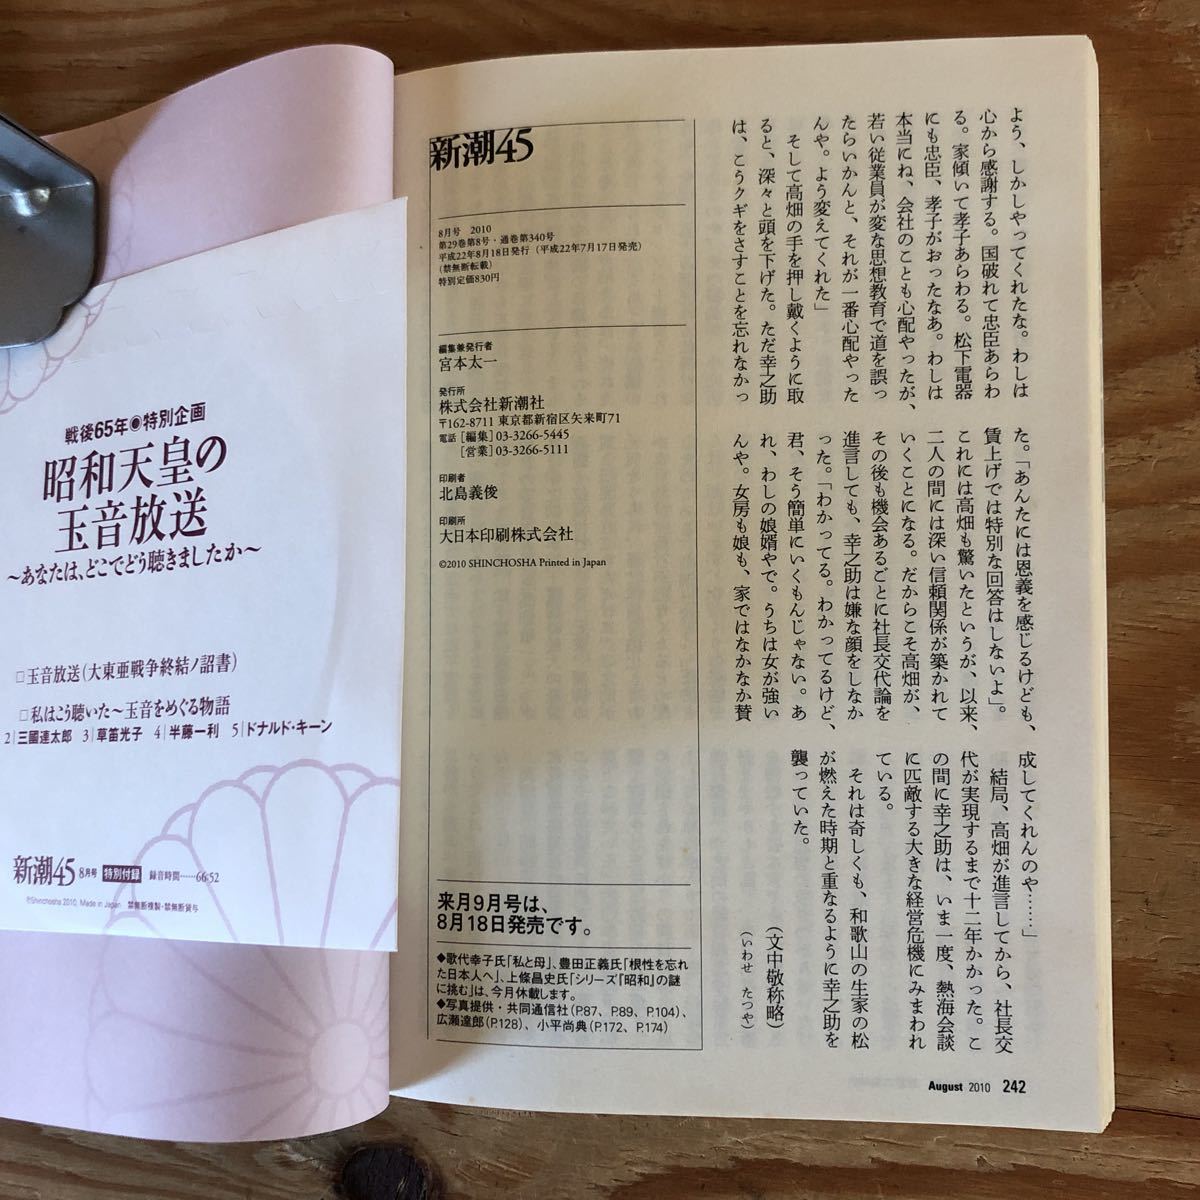 戦後65年◉特別企画
昭和天皇の
玉音放送
～あなたは、どこでどう聴きましたか～
□玉音放送(大東亜戦争終結ノ詔書)
□私はこう聴いた～玉音をめぐる物語
2|三國連太郎 3|草笛光子 4|半藤一利 5|ドナルド・キーン
新潮45 8月号 特別付録 録音時間……66:52
℗Shinchosha 2010, Made in Japan 禁無断複製・禁無断貸与
よう、しかしやってくれたな。わしは
心から感謝する。国破れて忠臣あらわ
る。家傾いて孝子あらわる。松下電器
にも忠臣、孝子がおったなあ。わしは
本当にね、会社のことも心配やったが、
若い従業員が変な思想教育で道を誤っ
たらいかんと、それが一番心配やった
んや。よう変えてくれた」
　そして高畑の手を押し戴くように取
ると、深々と頭を下げた。ただ幸之助
は、こうクギをさすことを忘れなかっ
た。「あんたには恩義を感じるけども、
賃上げでは特別な回答はしないよ」。
これには高畑も驚いたというが、以来、
二人の間には深い信頼関係が築かれて
いくことになる。だからこそ高畑が、
その後も機会あるごとに社長交代論を
進言しても、幸之助は嫌な顔をしなか
った。「わかってる。わかってるけど、
君、そう簡単にいくもんじゃない。あ
れ、わしの娘婿やで。うちは女が強い
んや。女房も娘も、家ではなかなか賛
成してくれんのや……」
　結局、高畑が進言してから、社長交
代が実現するまで十二年かかった。こ
の間に幸之助は、いま一度、熱海会談
に匹敵する大きな経営危機にみまわれ
ている。
　それは奇しくも、和歌山の生家の松
が燃えた時期と重なるように幸之助を
襲っていた。
(文中敬称略)
(いわせ たつや)
新潮45
8月号 2010
第29巻第8号・通巻第340号
平成22年8月18日発行(平成22年7月17日発売)
(禁無断転載)
特別定価830円
編集兼発行者
宮本太一
発行所
株式会社新潮社
〒162-8711 東京都新宿区矢来町71
電話 [編集] 03-3266-5445
[営業] 03-3266-5111
印刷者
北島義俊
印刷所
大日本印刷株式会社
©2010 SHINCHOSHA Printed in Japan
来月9月号は、
8月18日発売です。
◆歌代幸子氏「私と母」、豊田正義氏「根性を忘れ
た日本人へ」、上條昌史氏「シリーズ『昭和』の謎
に挑む」は、今月休載します。
◆写真提供・共同通信社(P.87、P.89、P.104)、
広瀬達郎(P.128)、小平尚典(P.172、P.174)
August 2010 242